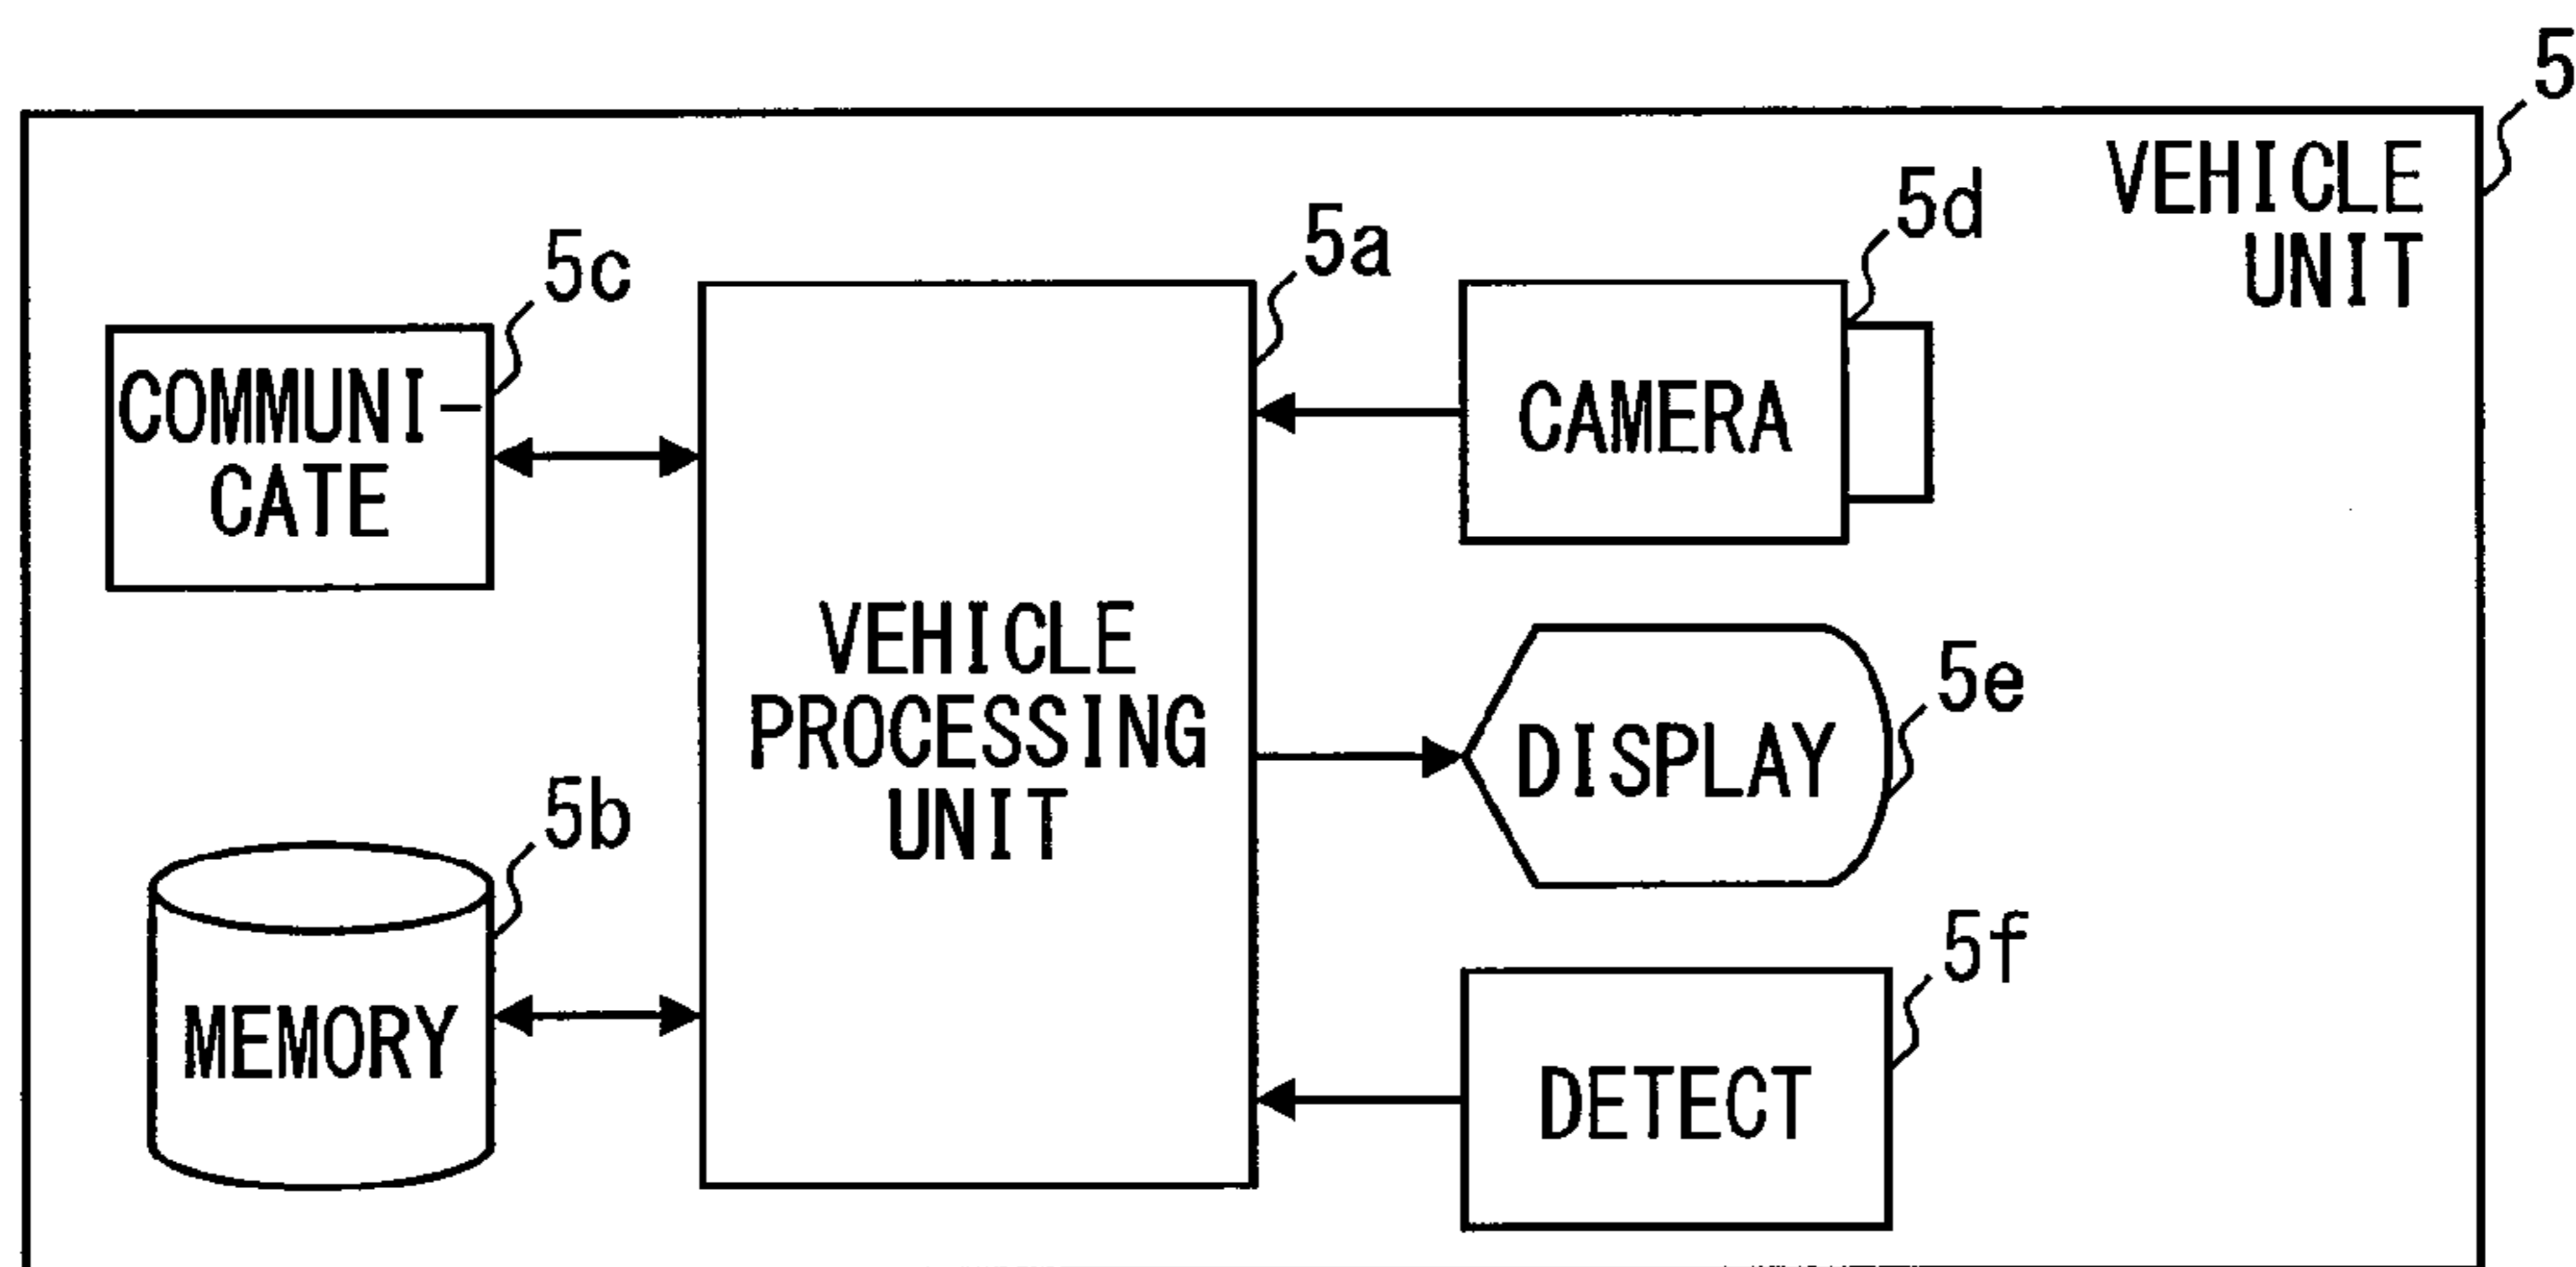 5
VEHICLE
UNIT
5c
COMMUNI-
CATE
5a
VEHICLE
PROCESSING
UNIT
5d
CAMERA
5e
DISPLAY
5b
MEMORY
5f
DETECT